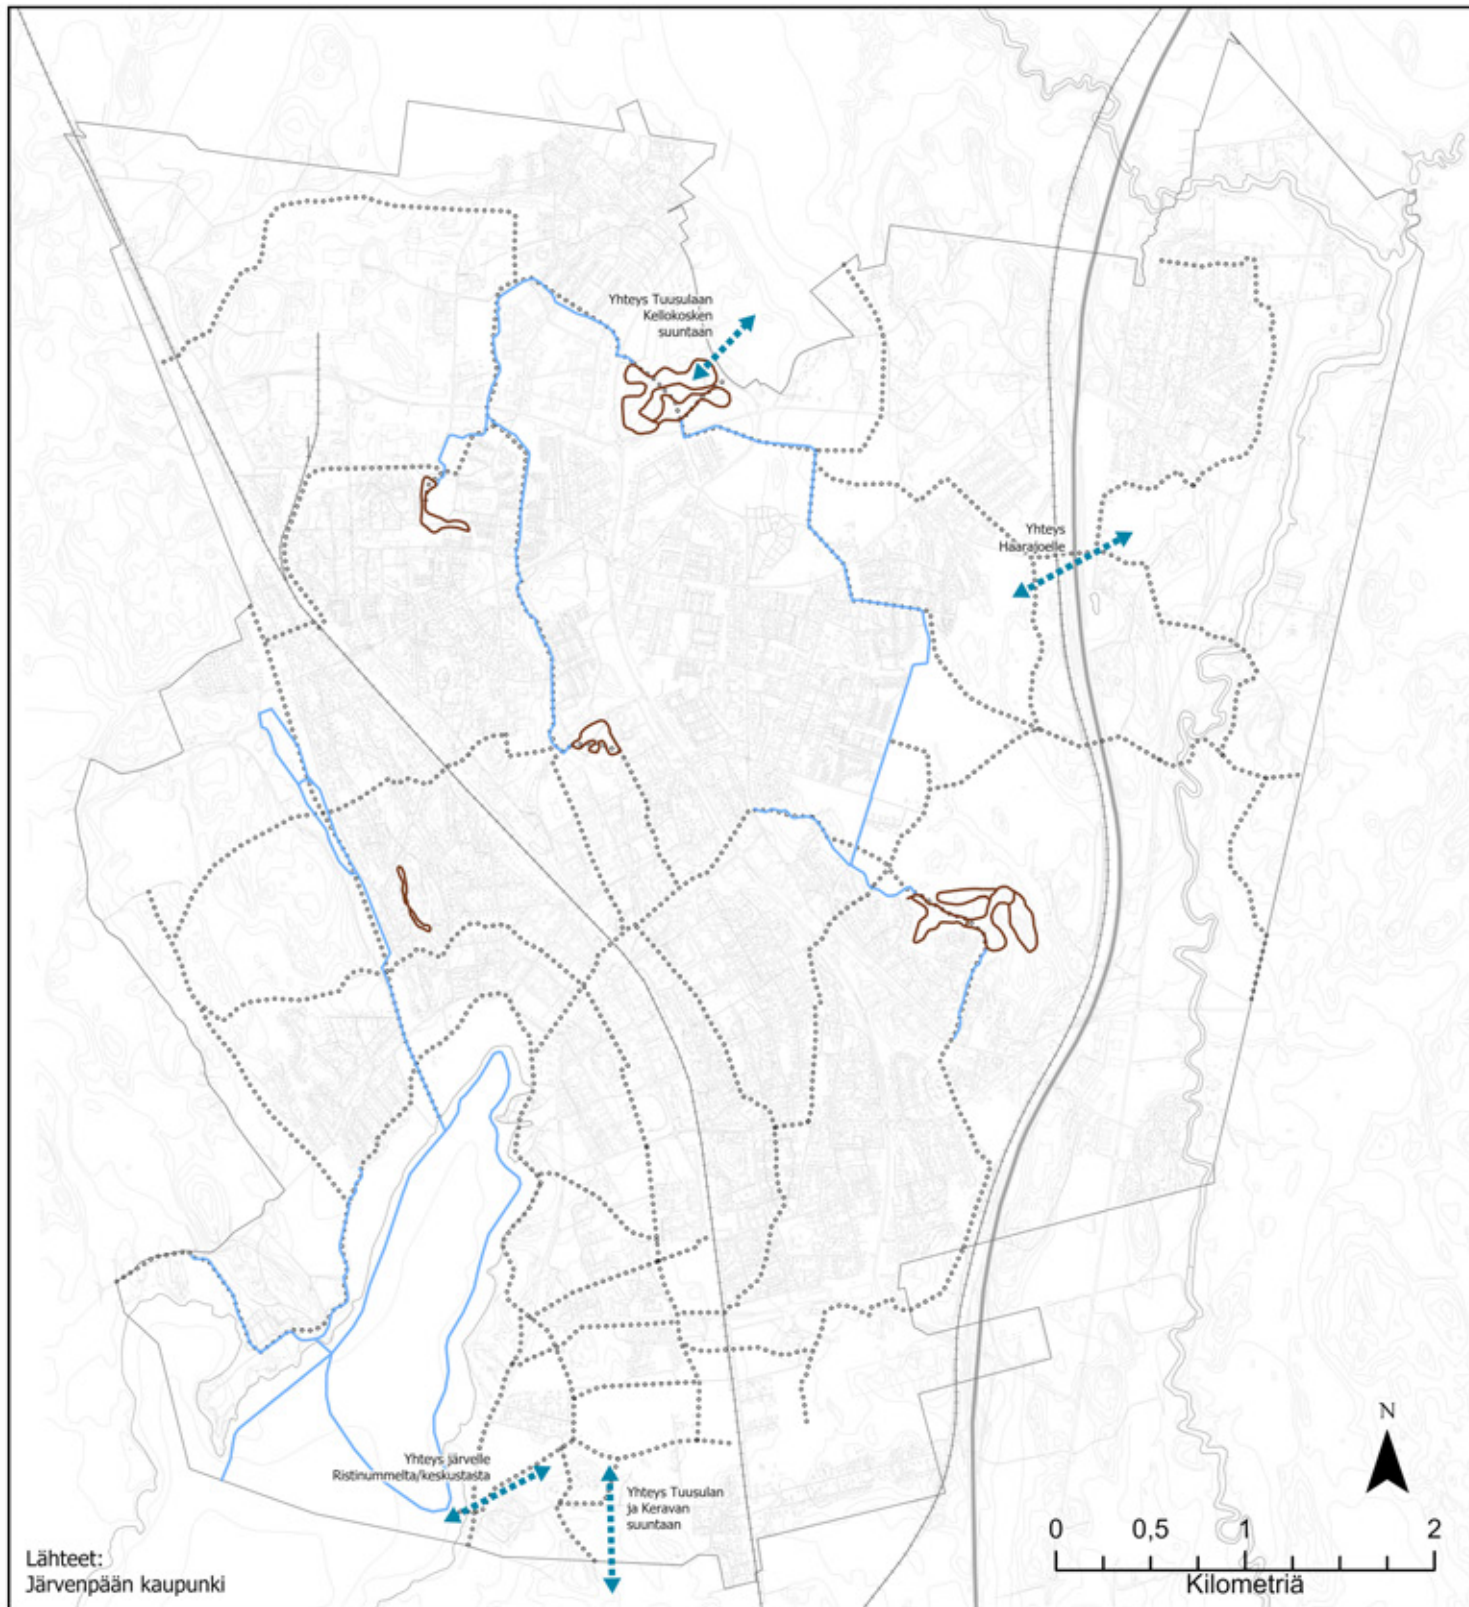 Yhteys Tuusulaan
Kellokosken
suuntaan
Yhteys
Haarajoelle
Yhteys järvelle
Ristinummelta/keskustasta
Yhteys Tuusulan
ja Keravan
suuntaan
N
0 0,5 1 2
Kilometriä
Lähteet:
Järvenpään kaupunki